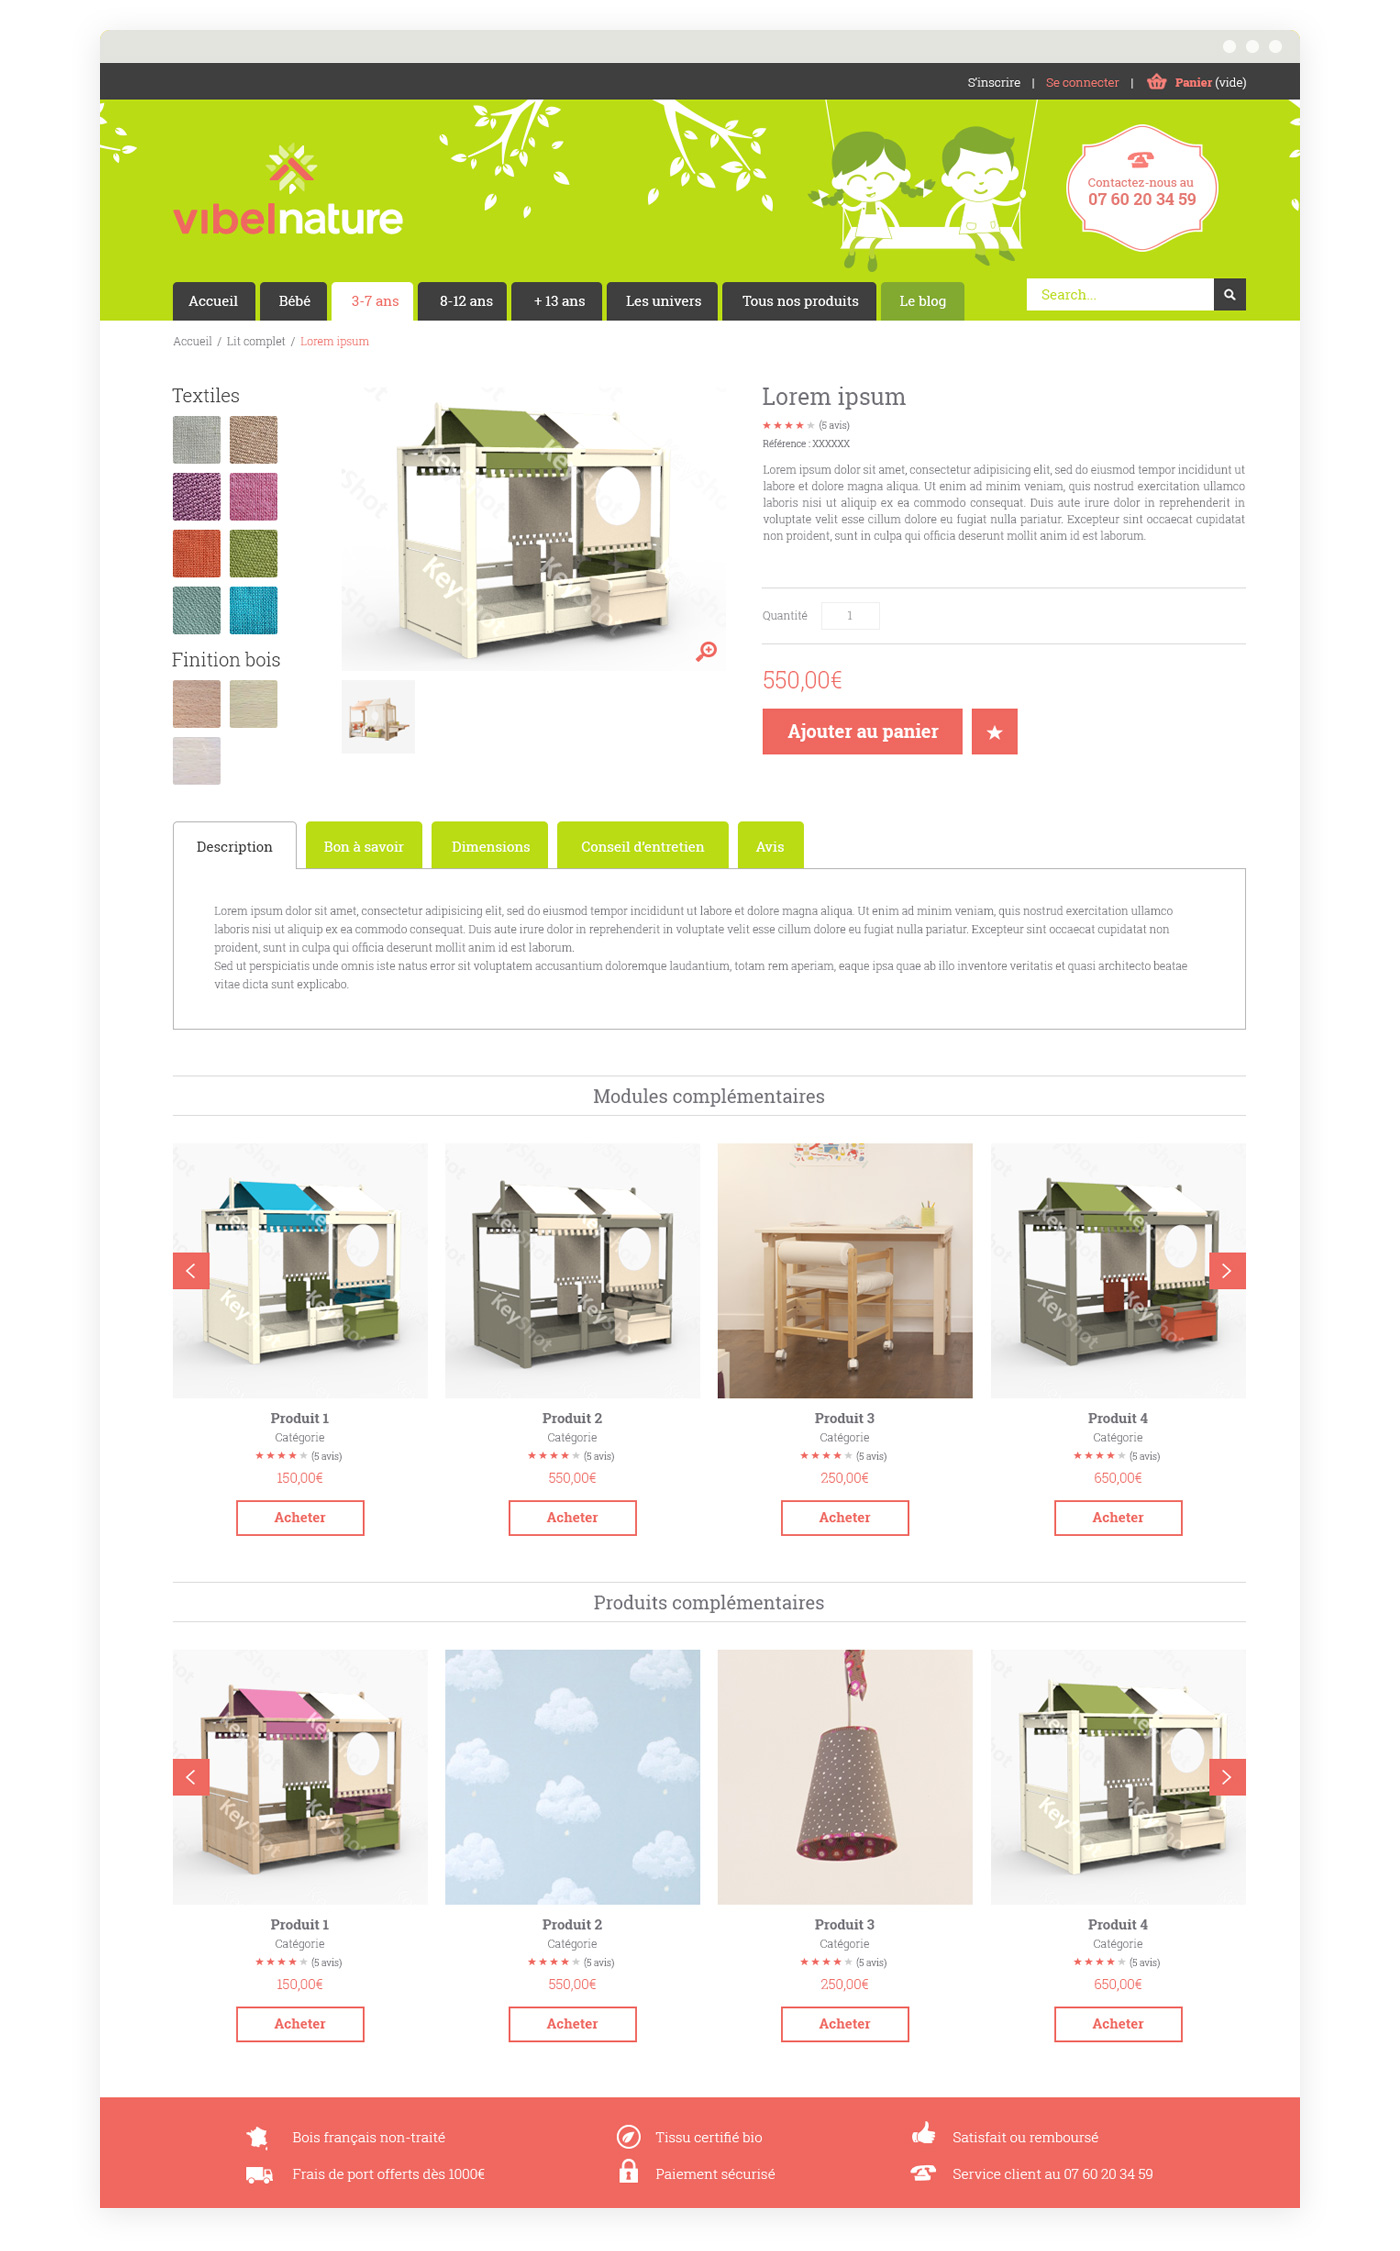 S'inscrire | Se connecter | Panier (vide)
vibelnature
Contactez-nous au
07 60 20 34 59
Accueil Bébé 3-7 ans 8-12 ans + 13 ans Les univers Tous nos produits Le blog Search...
Accueil / Lit complet / Lorem ipsum
Textiles
Finition bois
KeyShot
KeyShot
Lorem ipsum
(5 avis)
Référence : XXXXXX
Lorem ipsum dolor sit amet, consectetur adipisicing elit, sed do eiusmod tempor incididunt ut
labore et dolore magna aliqua. Ut enim ad minim veniam, quis nostrud exercitation ullamco
laboris nisi ut aliquip ex ea commodo consequat. Duis aute irure dolor in reprehenderit in
voluptate velit esse cillum dolore eu fugiat nulla pariatur. Excepteur sint occaecat cupidatat
non proident, sunt in culpa qui officia deserunt mollit anim id est laborum.
Quantité 1
550,00€
Ajouter au panier
Description Bon à savoir Dimensions Conseil d'entretien Avis
Lorem ipsum dolor sit amet, consectetur adipisicing elit, sed do eiusmod tempor incididunt ut labore et dolore magna aliqua. Ut enim ad minim veniam, quis nostrud exercitation ullamco
laboris nisi ut aliquip ex ea commodo consequat. Duis aute irure dolor in reprehenderit in voluptate velit esse cillum dolore eu fugiat nulla pariatur. Excepteur sint occaecat cupidatat non
proident, sunt in culpa qui officia deserunt mollit anim id est laborum.
Sed ut perspiciatis unde omnis iste natus error sit voluptatem accusantium doloremque laudantium, totam rem aperiam, eaque ipsa quae ab illo inventore veritatis et quasi architecto beatae
vitae dicta sunt explicabo.
Modules complémentaires
KeyShot KeyShot KeyShot
Produit 1 Produit 2 Produit 3 Produit 4
Catégorie Catégorie Catégorie Catégorie
(5 avis) (5 avis) (5 avis) (5 avis)
150,00€ 550,00€ 250,00€ 650,00€
Acheter Acheter Acheter Acheter
Produits complémentaires
KeyShot KeyShot
Produit 1 Produit 2 Produit 3 Produit 4
Catégorie Catégorie Catégorie Catégorie
(5 avis) (5 avis) (5 avis) (5 avis)
150,00€ 550,00€ 250,00€ 650,00€
Acheter Acheter Acheter Acheter
Bois français non-traité Tissu certifié bio Satisfait ou remboursé
Frais de port offerts dès 1000€ Paiement sécurisé Service client au 07 60 20 34 59